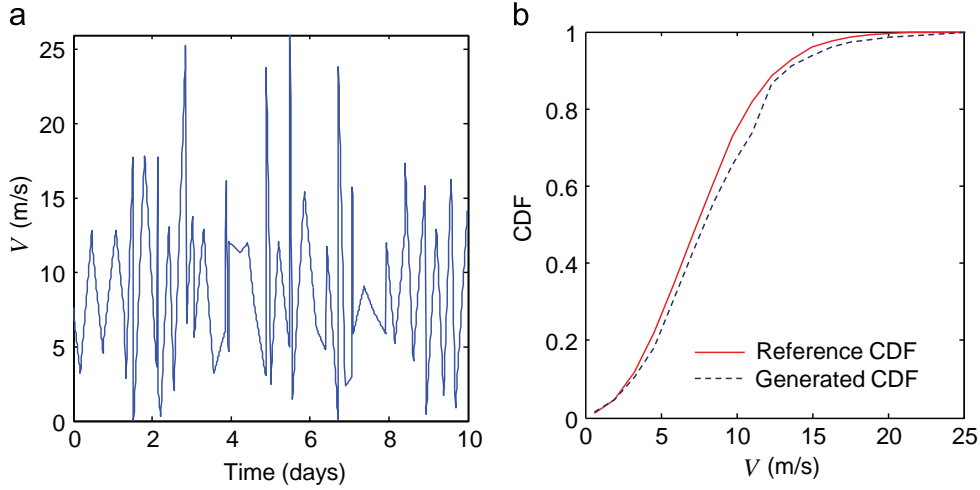 a
25
20
15
10
5
0
V (m/s)
0 2 4 6 8 10
Time (days)
b
1
0.8
0.6
0.4
0.2
0
CDF
Reference CDF
Generated CDF
0 5 10 15 20 25
V (m/s)